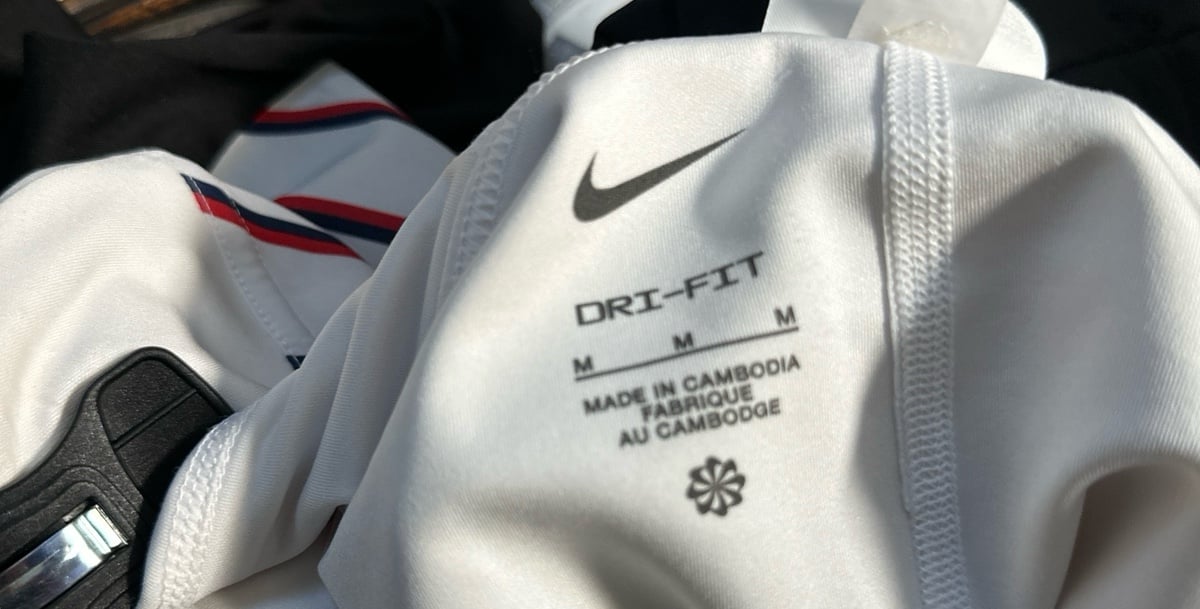 DRI-FIT
M M M
MADE IN CAMBODIA
FABRIQUE
AU CAMBODGE